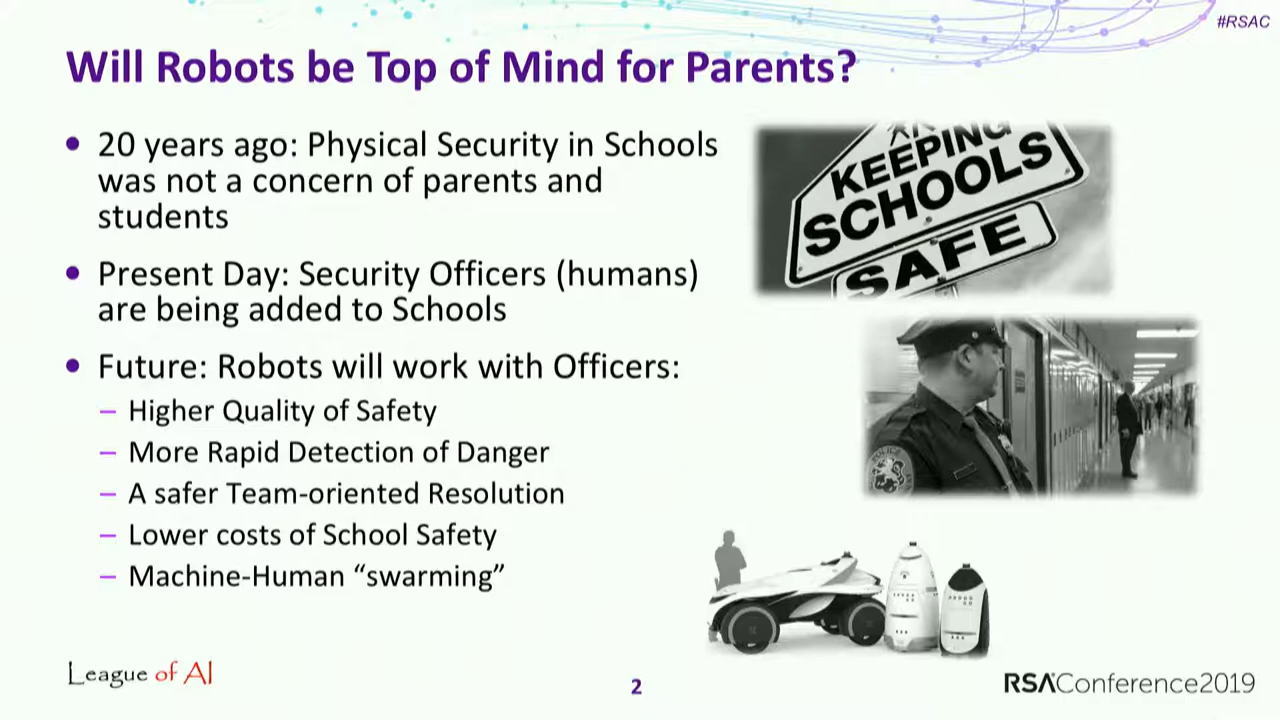 #RSAC
Will Robots be Top of Mind for Parents?
• 20 years ago: Physical Security in Schools
was not a concern of parents and
students
• Present Day: Security Officers (humans)
are being added to Schools
• Future: Robots will work with Officers:
– Higher Quality of Safety
– More Rapid Detection of Danger
– A safer Team-oriented Resolution
– Lower costs of School Safety
– Machine-Human “swarming”
KEEPING
SCHOOLS
SAFE
POLICE
League of AI
2
RSAConference2019